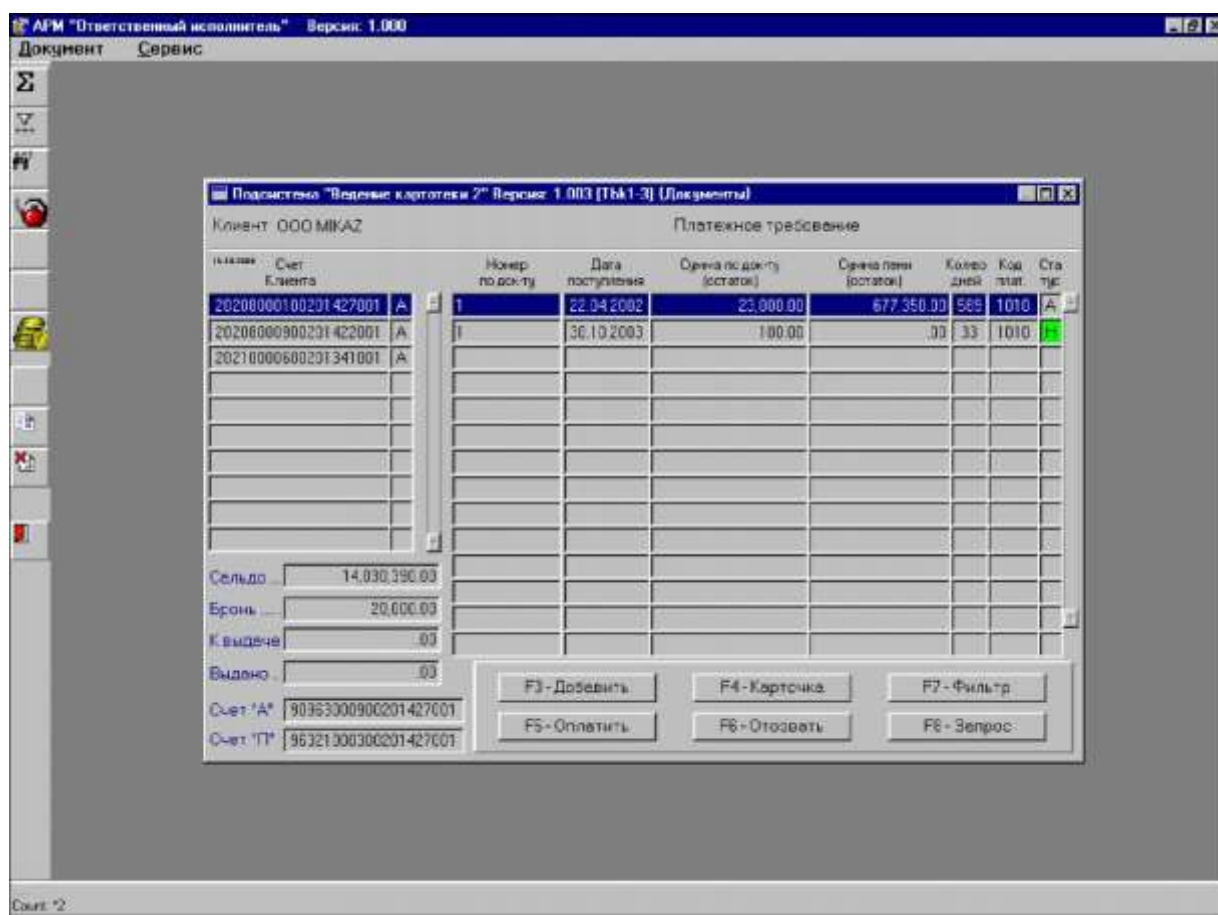 АРМ "Ответственный исполнитель" Версия: 1.000
Документ Сервис
Подсистема "Ведение картотеки 2" Версия: 1.003 [Tbk1-3] (Документы)
Клиент ООО MIKAZ Платежное требование
Счет Клиента Номер по док-ту Дата поступления Сумма по док-ту (остаток) Сумма пени (остаток) Кол-во дней Код плат. Ста тус
20208000100201427001 А 1 22.04.2002 23,000.00 677,350.00 589 1010 А
20208000900201422001 А 1 30.10.2003 100.00 .00 33 1010 Н
20210000600201341001 А
Сальдо ... 14,030,390.00
Бронь ..... 20,000.00
К выдаче .00
Выдано . .00
Счет "А" 90963000900201427001
Счет "П" 96321000300201427001
F3 - Добавить F4 - Карточка F7 - Фильтр
F5 - Оплатить F6 - Отозвать F8 - Запрос
Count: *2